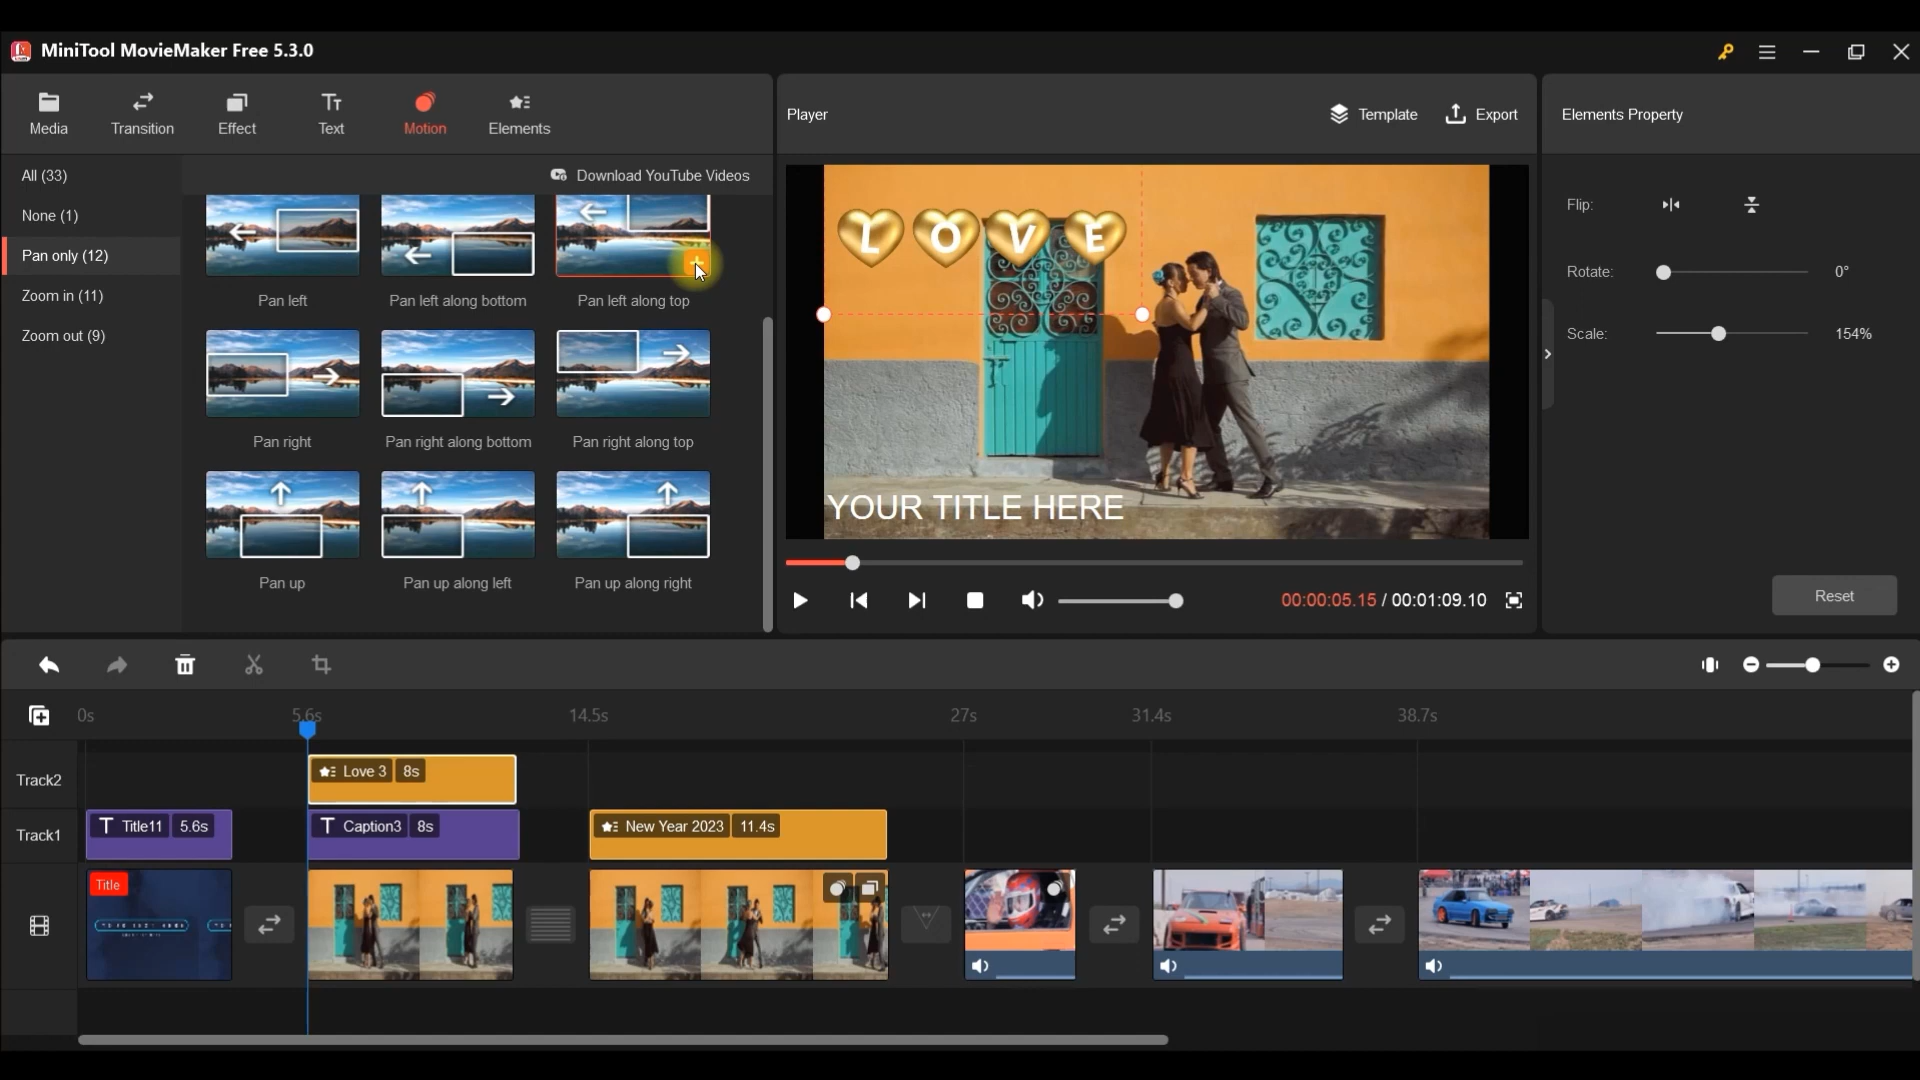 MiniTool MovieMaker Free 5.3.0
Media
Transition
Effect
Text
Motion
Elements
Player
Template
Export
Elements Property
All (33)
None (1)
Pan only (12)
Zoom in (11)
Zoom out (9)
Download YouTube Videos
Pan left
Pan left along bottom
Pan left along top
Pan right
Pan right along bottom
Pan right along top
Pan up
Pan up along left
Pan up along right
LOVE
YOUR TITLE HERE
00:00:05.15 / 00:01:09.10
Flip:
Rotate: 0°
Scale: 154%
Reset
0s 5.6s 14.5s 27s 31.4s 38.7s
Track2
Love 3 8s
Track1
Title11 5.6s
Caption3 8s
New Year 2023 11.4s
Title